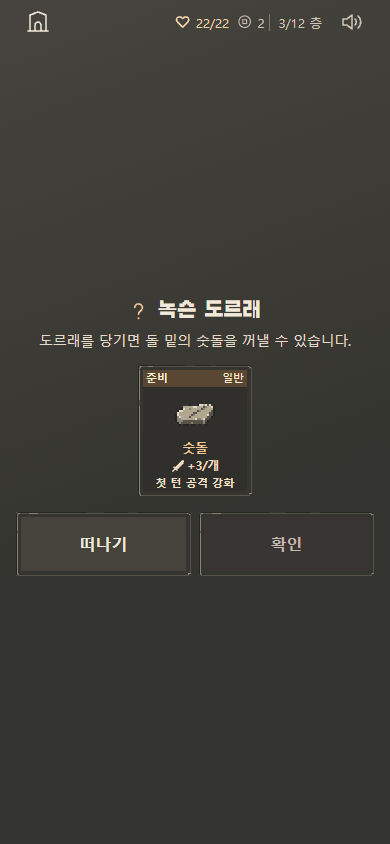 22/22 2 3/12 층
? 녹슨 도르래
도르래를 당기면 돌 밑의 숫돌을 꺼낼 수 있습니다.
준비 일반
숫돌
+3/개
첫 턴 공격 강화
떠나기 확인